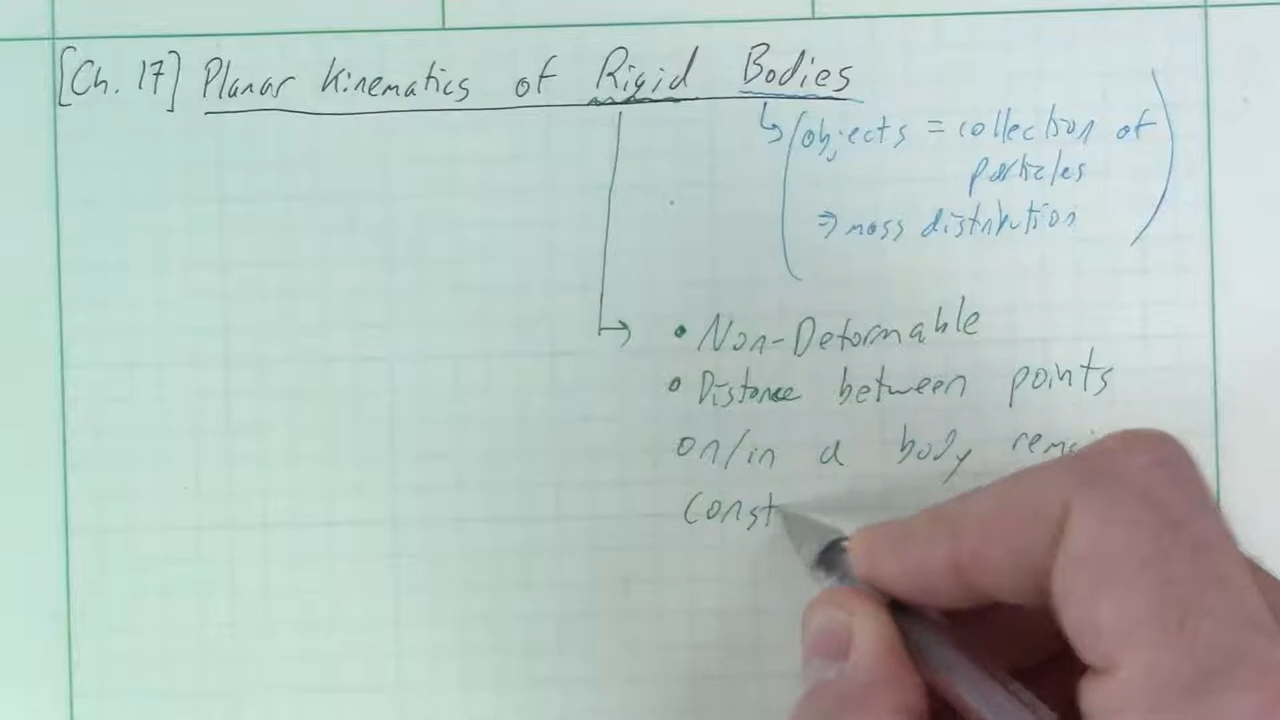 [Ch. 17] Planar Kinematics of Rigid Bodies
↳ (objects = collection of
particles
⇒ mass distribution)
• Non-Deformable
• Distance between points
on/in a body
const